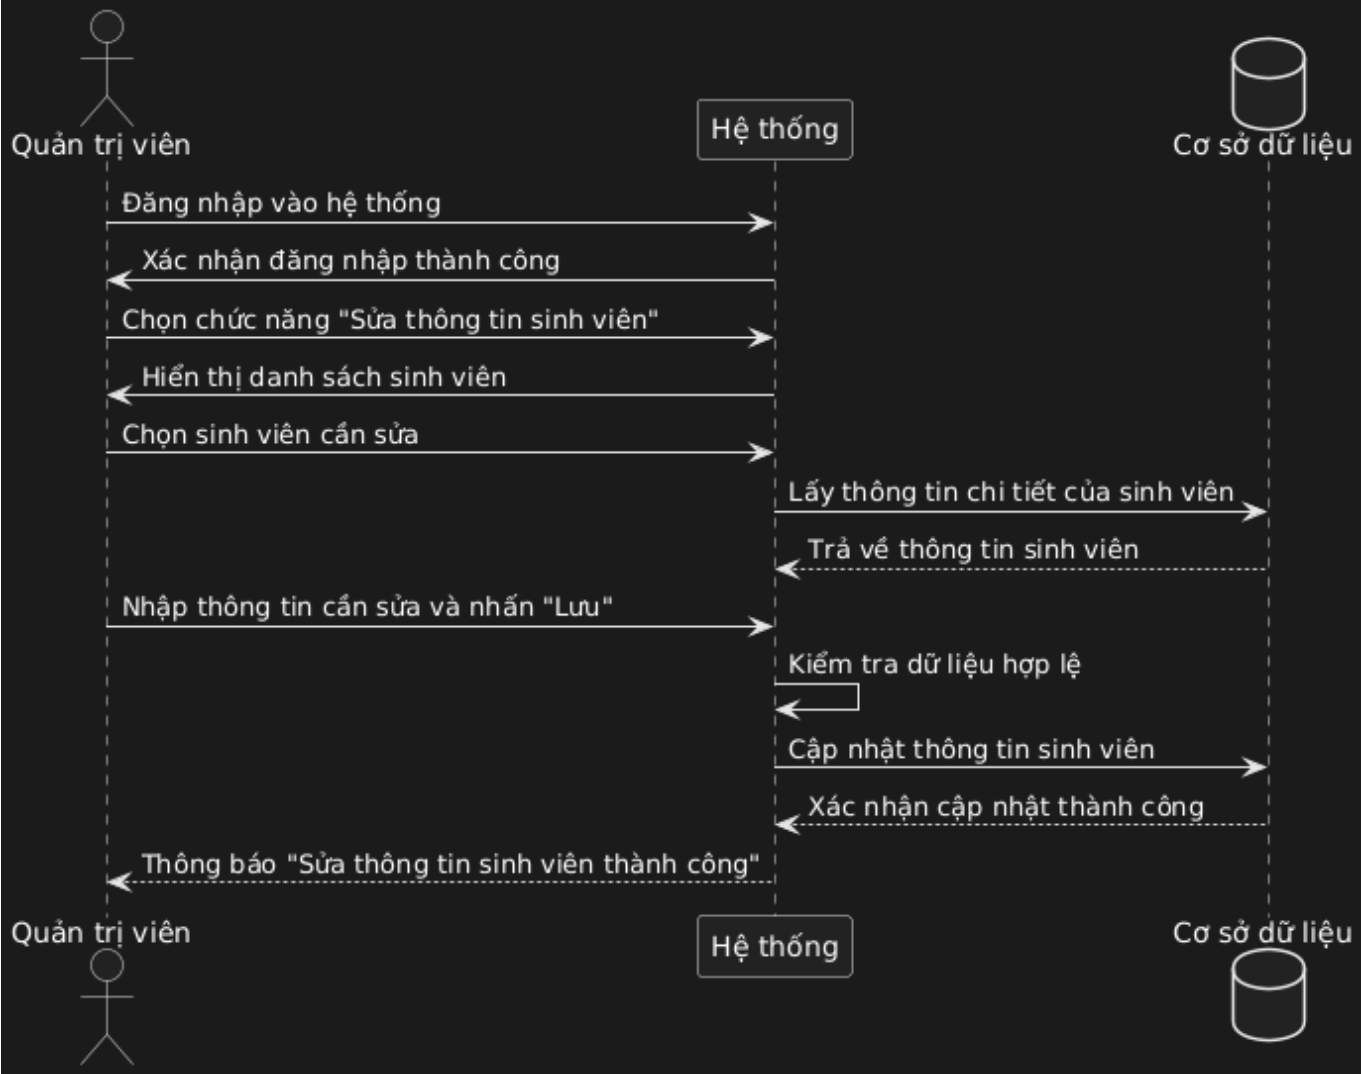 Quản trị viên
Hệ thống
Cơ sở dữ liệu
Đăng nhập vào hệ thống
Xác nhận đăng nhập thành công
Chọn chức năng "Sửa thông tin sinh viên"
Hiển thị danh sách sinh viên
Chọn sinh viên cần sửa
Lấy thông tin chi tiết của sinh viên
Trả về thông tin sinh viên
Nhập thông tin cần sửa và nhấn "Lưu"
Kiểm tra dữ liệu hợp lệ
Cập nhật thông tin sinh viên
Xác nhận cập nhật thành công
Thông báo "Sửa thông tin sinh viên thành công"
Quản trị viên
Hệ thống
Cơ sở dữ liệu